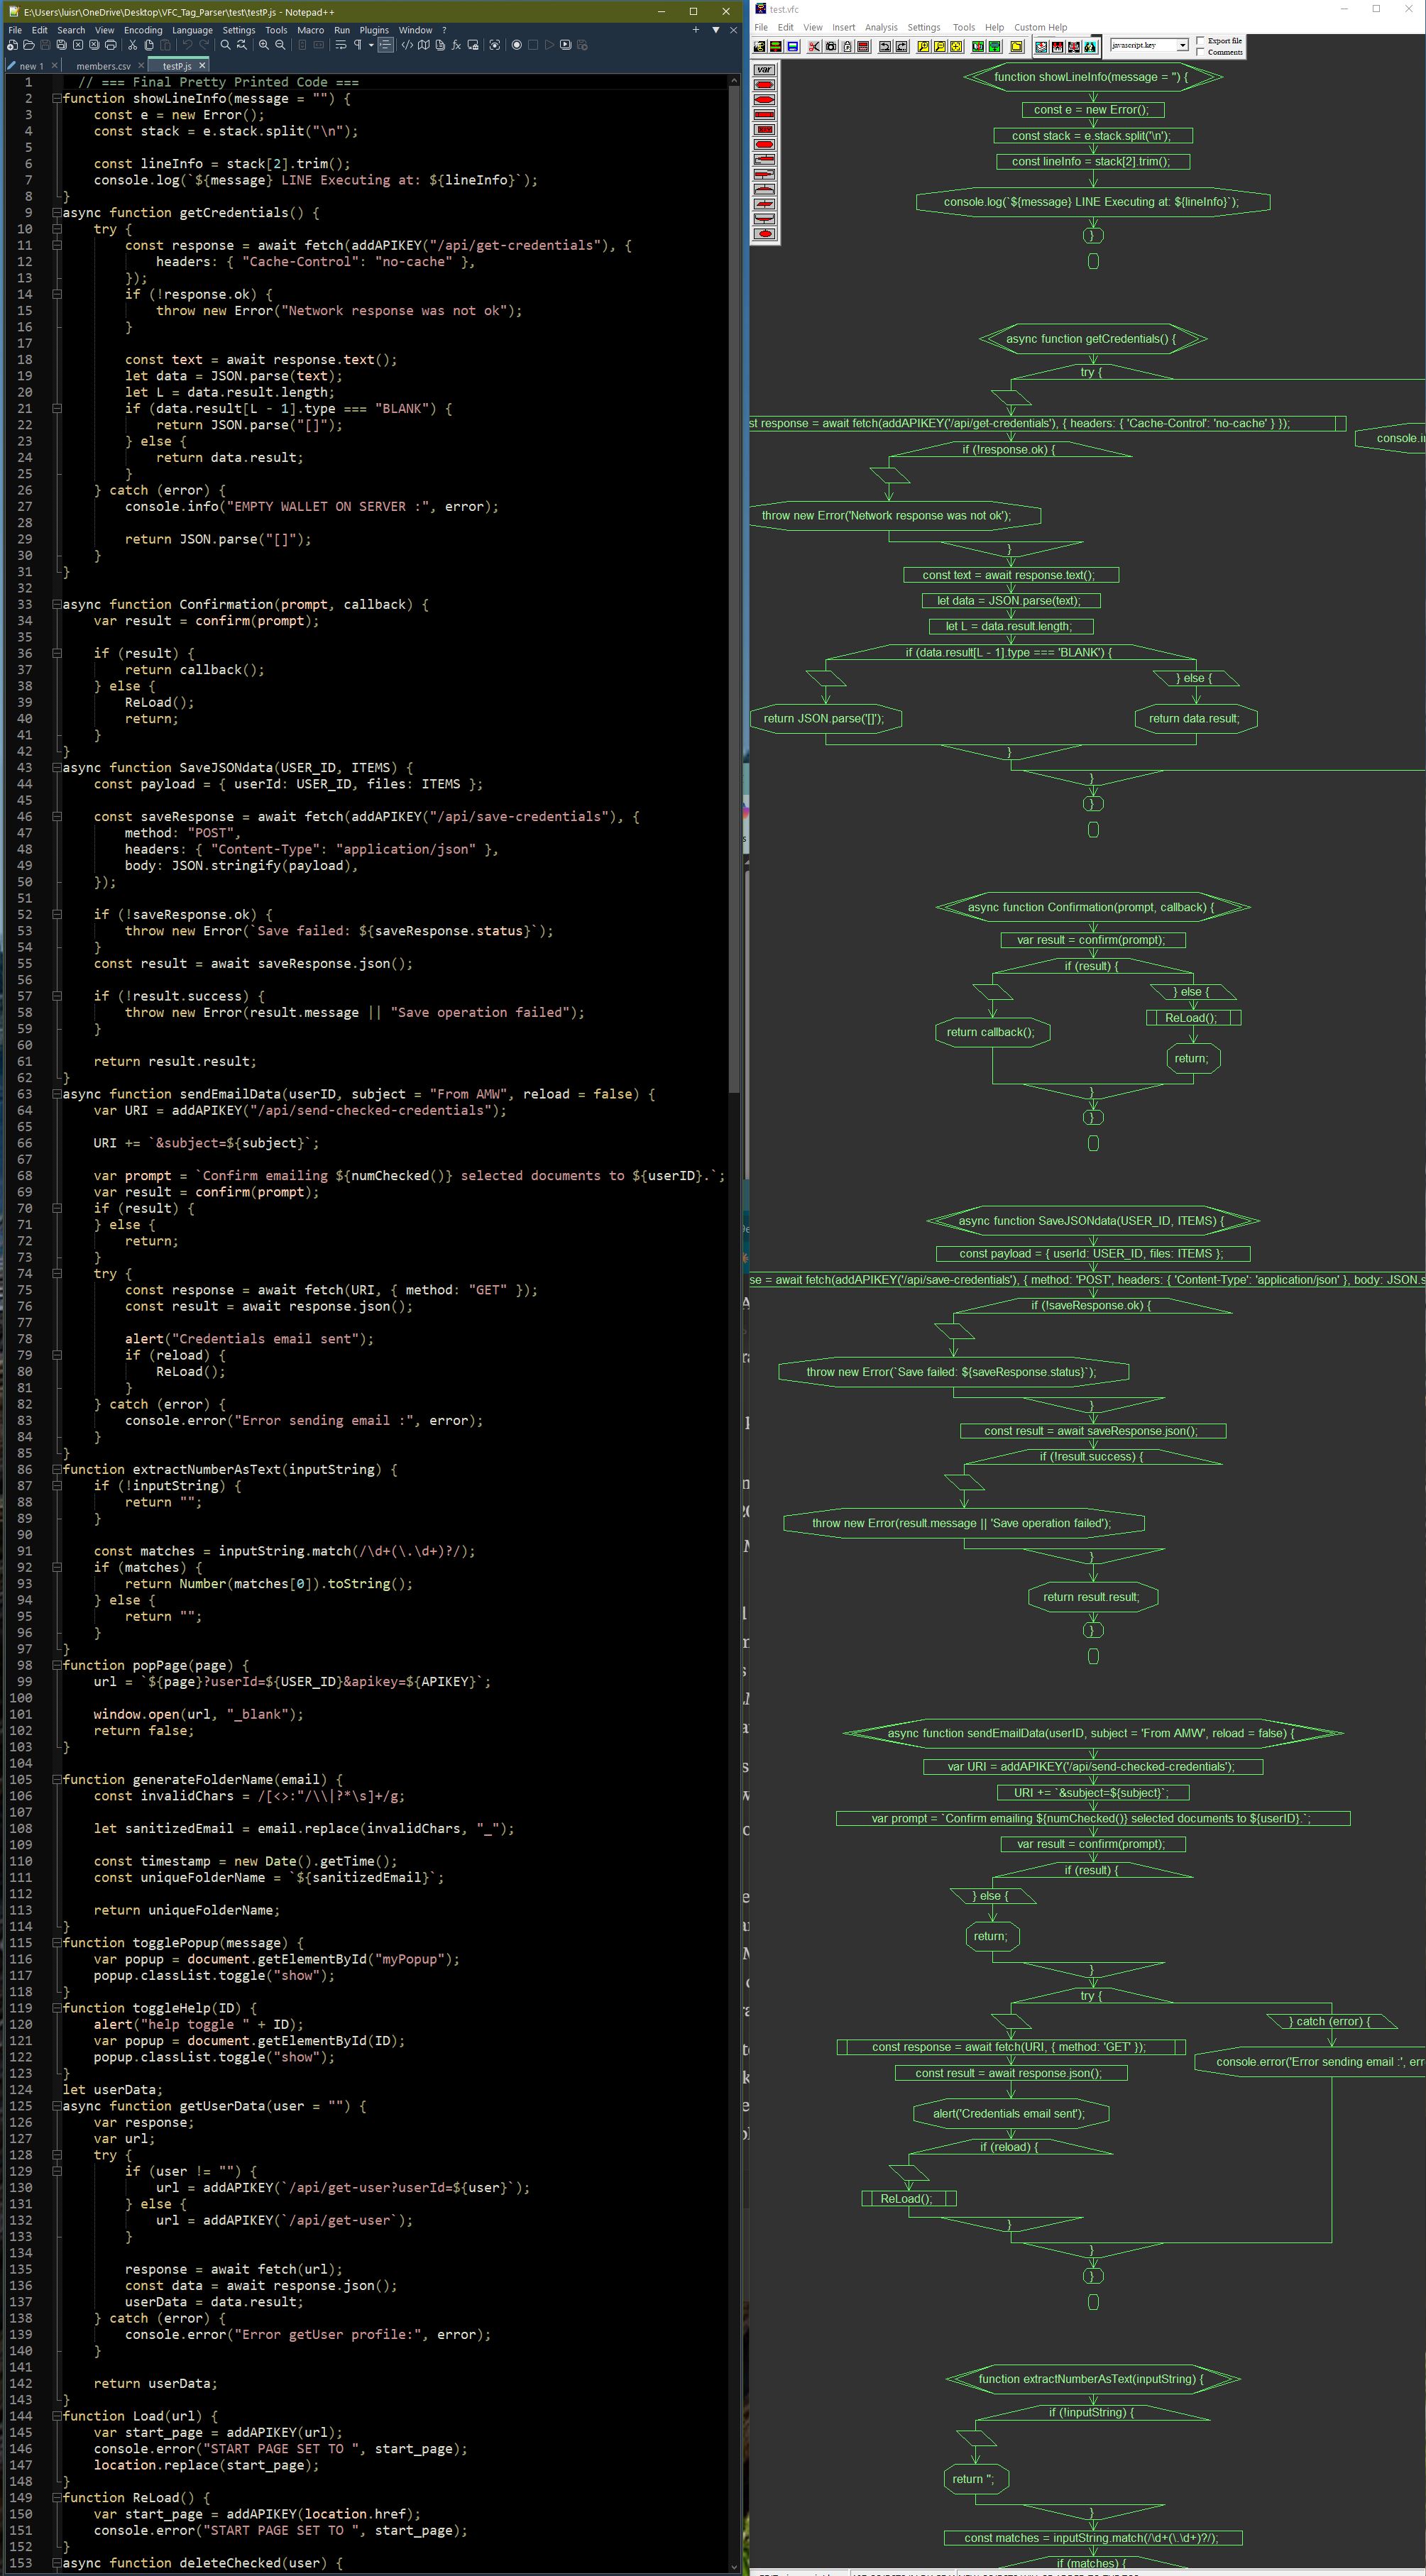 E:\Users\luisr\OneDrive\Desktop\VFC_Tag_Parser\test\testP.js - Notepad++
File Edit Search View Encoding Language Settings Tools Macro Run Plugins Window ?
new 1 members.csv testP.js
1 // === Final Pretty Printed Code ===
2 function showLineInfo(message = "") {
3 const e = new Error();
4 const stack = e.stack.split("\n");
5
6 const lineInfo = stack[2].trim();
7 console.log(`${message} LINE Executing at: ${lineInfo}`);
8 }
9 async function getCredentials() {
10 try {
11 const response = await fetch(addAPIKEY("/api/get-credentials"), {
12 headers: { "Cache-Control": "no-cache" },
13 });
14 if (!response.ok) {
15 throw new Error("Network response was not ok");
16 }
17
18 const text = await response.text();
19 let data = JSON.parse(text);
20 let L = data.result.length;
21 if (data.result[L - 1].type === "BLANK") {
22 return JSON.parse("[]");
23 } else {
24 return data.result;
25 }
26 } catch (error) {
27 console.info("EMPTY WALLET ON SERVER :", error);
28
29 return JSON.parse("[]");
30 }
31 }
32
33 async function Confirmation(prompt, callback) {
34 var result = confirm(prompt);
35
36 if (result) {
37 return callback();
38 } else {
39 ReLoad();
40 return;
41 }
42 }
43 async function SaveJSONdata(USER_ID, ITEMS) {
44 const payload = { userId: USER_ID, files: ITEMS };
45
46 const saveResponse = await fetch(addAPIKEY("/api/save-credentials"), {
47 method: "POST",
48 headers: { "Content-Type": "application/json" },
49 body: JSON.stringify(payload),
50 });
51
52 if (!saveResponse.ok) {
53 throw new Error(`Save failed: ${saveResponse.status}`);
54 }
55 const result = await saveResponse.json();
56
57 if (!result.success) {
58 throw new Error(result.message || "Save operation failed");
59 }
60
61 return result.result;
62 }
63 async function sendEmailData(userID, subject = "From AMW", reload = false) {
64 var URI = addAPIKEY("/api/send-checked-credentials");
65
66 URI += `&subject=${subject}`;
67
68 var prompt = `Confirm emailing ${numChecked()} selected documents to ${userID}.`;
69 var result = confirm(prompt);
70 if (result) {
71 } else {
72 return;
73 }
74 try {
75 const response = await fetch(URI, { method: "GET" });
76 const result = await response.json();
77
78 alert("Credentials email sent");
79 if (reload) {
80 ReLoad();
81 }
82 } catch (error) {
83 console.error("Error sending email :", error);
84 }
85 }
86 function extractNumberAsText(inputString) {
87 if (!inputString) {
88 return "";
89 }
90
91 const matches = inputString.match(/\d+(\.\d+)?/);
92 if (matches) {
93 return Number(matches[0]).toString();
94 } else {
95 return "";
96 }
97 }
98 function popPage(page) {
99 url = `${page}?userId=${USER_ID}&apikey=${APIKEY}`;
100
101 window.open(url, "_blank");
102 return false;
103 }
104
105 function generateFolderName(email) {
106 const invalidChars = /[<>:"/\\|?*\s]+/g;
107
108 let sanitizedEmail = email.replace(invalidChars, "_");
109
110 const timestamp = new Date().getTime();
111 const uniqueFolderName = `${sanitizedEmail}`;
112
113 return uniqueFolderName;
114 }
115 function togglePopup(message) {
116 var popup = document.getElementById("myPopup");
117 popup.classList.toggle("show");
118 }
119 function toggleHelp(ID) {
120 alert("help toggle " + ID);
121 var popup = document.getElementById(ID);
122 popup.classList.toggle("show");
123 }
124 let userData;
125 async function getUserData(user = "") {
126 var response;
127 var url;
128 try {
129 if (user != "") {
130 url = addAPIKEY(`/api/get-user?userId=${user}`);
131 } else {
132 url = addAPIKEY(`/api/get-user`);
133 }
134
135 response = await fetch(url);
136 const data = await response.json();
137 userData = data.result;
138 } catch (error) {
139 console.error("Error getUser profile:", error);
140 }
141
142 return userData;
143 }
144 function Load(url) {
145 var start_page = addAPIKEY(url);
146 console.error("START PAGE SET TO ", start_page);
147 location.replace(start_page);
148 }
149 function ReLoad() {
150 var start_page = addAPIKEY(location.href);
151 console.error("START PAGE SET TO ", start_page);
152 }
153 async function deleteChecked(user) {
test.vfc
File Edit View Insert Analysis Settings Tools Help Custom Help
javascript.key
Export file
Comments
var
function showLineInfo(message = '') {
const e = new Error();
const stack = e.stack.split('\n');
const lineInfo = stack[2].trim();
console.log(`${message} LINE Executing at: ${lineInfo}`);
}
async function getCredentials() {
try {
st response = await fetch(addAPIKEY('/api/get-credentials'), { headers: { 'Cache-Control': 'no-cache' } });
console.i
if (!response.ok) {
throw new Error('Network response was not ok');
}
const text = await response.text();
let data = JSON.parse(text);
let L = data.result.length;
if (data.result[L - 1].type === 'BLANK') {
} else {
return JSON.parse('[]'); return data.result;
}
}
}
async function Confirmation(prompt, callback) {
var result = confirm(prompt);
if (result) {
} else {
ReLoad();
return callback();
return;
}
}
async function SaveJSONdata(USER_ID, ITEMS) {
const payload = { userId: USER_ID, files: ITEMS };
se = await fetch(addAPIKEY('/api/save-credentials'), { method: 'POST', headers: { 'Content-Type': 'application/json' }, body: JSON.s
if (!saveResponse.ok) {
throw new Error(`Save failed: ${saveResponse.status}`);
}
const result = await saveResponse.json();
if (!result.success) {
throw new Error(result.message || 'Save operation failed');
}
return result.result;
}
async function sendEmailData(userID, subject = 'From AMW', reload = false) {
var URI = addAPIKEY('/api/send-checked-credentials');
URI += `&subject=${subject}`;
var prompt = `Confirm emailing ${numChecked()} selected documents to ${userID}.`;
var result = confirm(prompt);
if (result) {
} else {
return;
}
try {
} catch (error) {
const response = await fetch(URI, { method: 'GET' });
console.error('Error sending email :', err
const result = await response.json();
alert('Credentials email sent');
if (reload) {
ReLoad();
}
}
}
function extractNumberAsText(inputString) {
if (!inputString) {
return '';
}
const matches = inputString.match(/\d+(\.\d+)?/);
if (matches) {